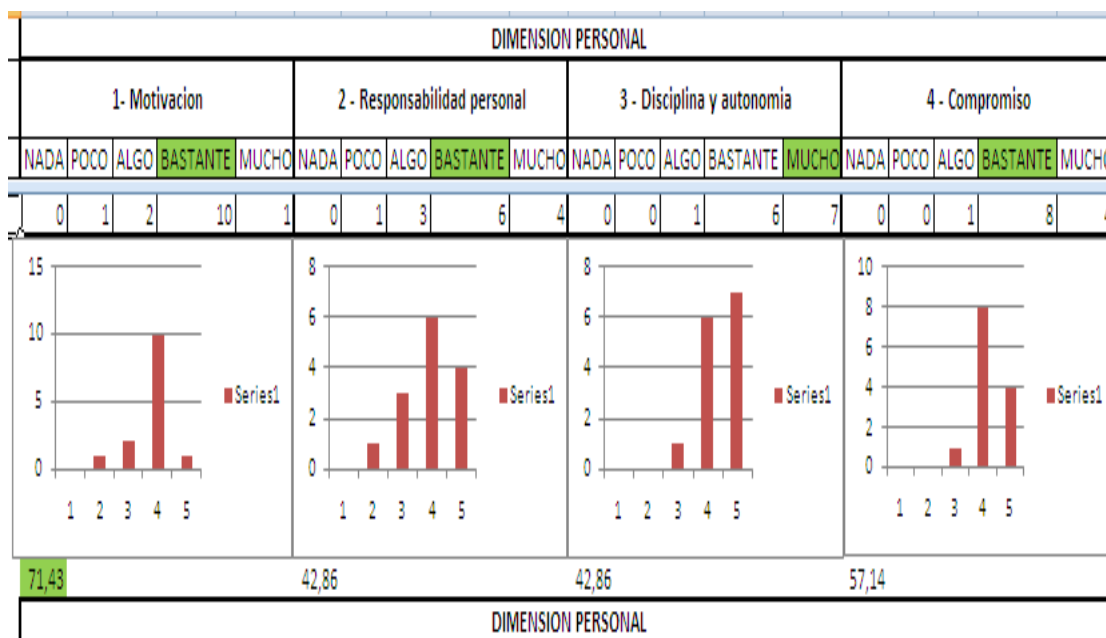 DIMENSION PERSONAL
1- Motivacion 2 - Responsabilidad personal 3 - Disciplina y autonomia 4 - Compromiso
NADA POCO ALGO BASTANTE MUCHO NADA POCO ALGO BASTANTE MUCHO NADA POCO ALGO BASTANTE MUCHO NADA POCO ALGO BASTANTE MUCHO
0 1 2 10 1 0 1 3 6 4 0 0 1 6 7 0 0 1 8
15
10
5
0
1 2 3 4 5
Series1
8
6
4
2
0
1 2 3 4 5
Series1
8
6
4
2
0
1 2 3 4 5
Series1
10
8
6
4
2
0
1 2 3 4 5
Series1
71,43 42,86 42,86 57,14
DIMENSION PERSONAL